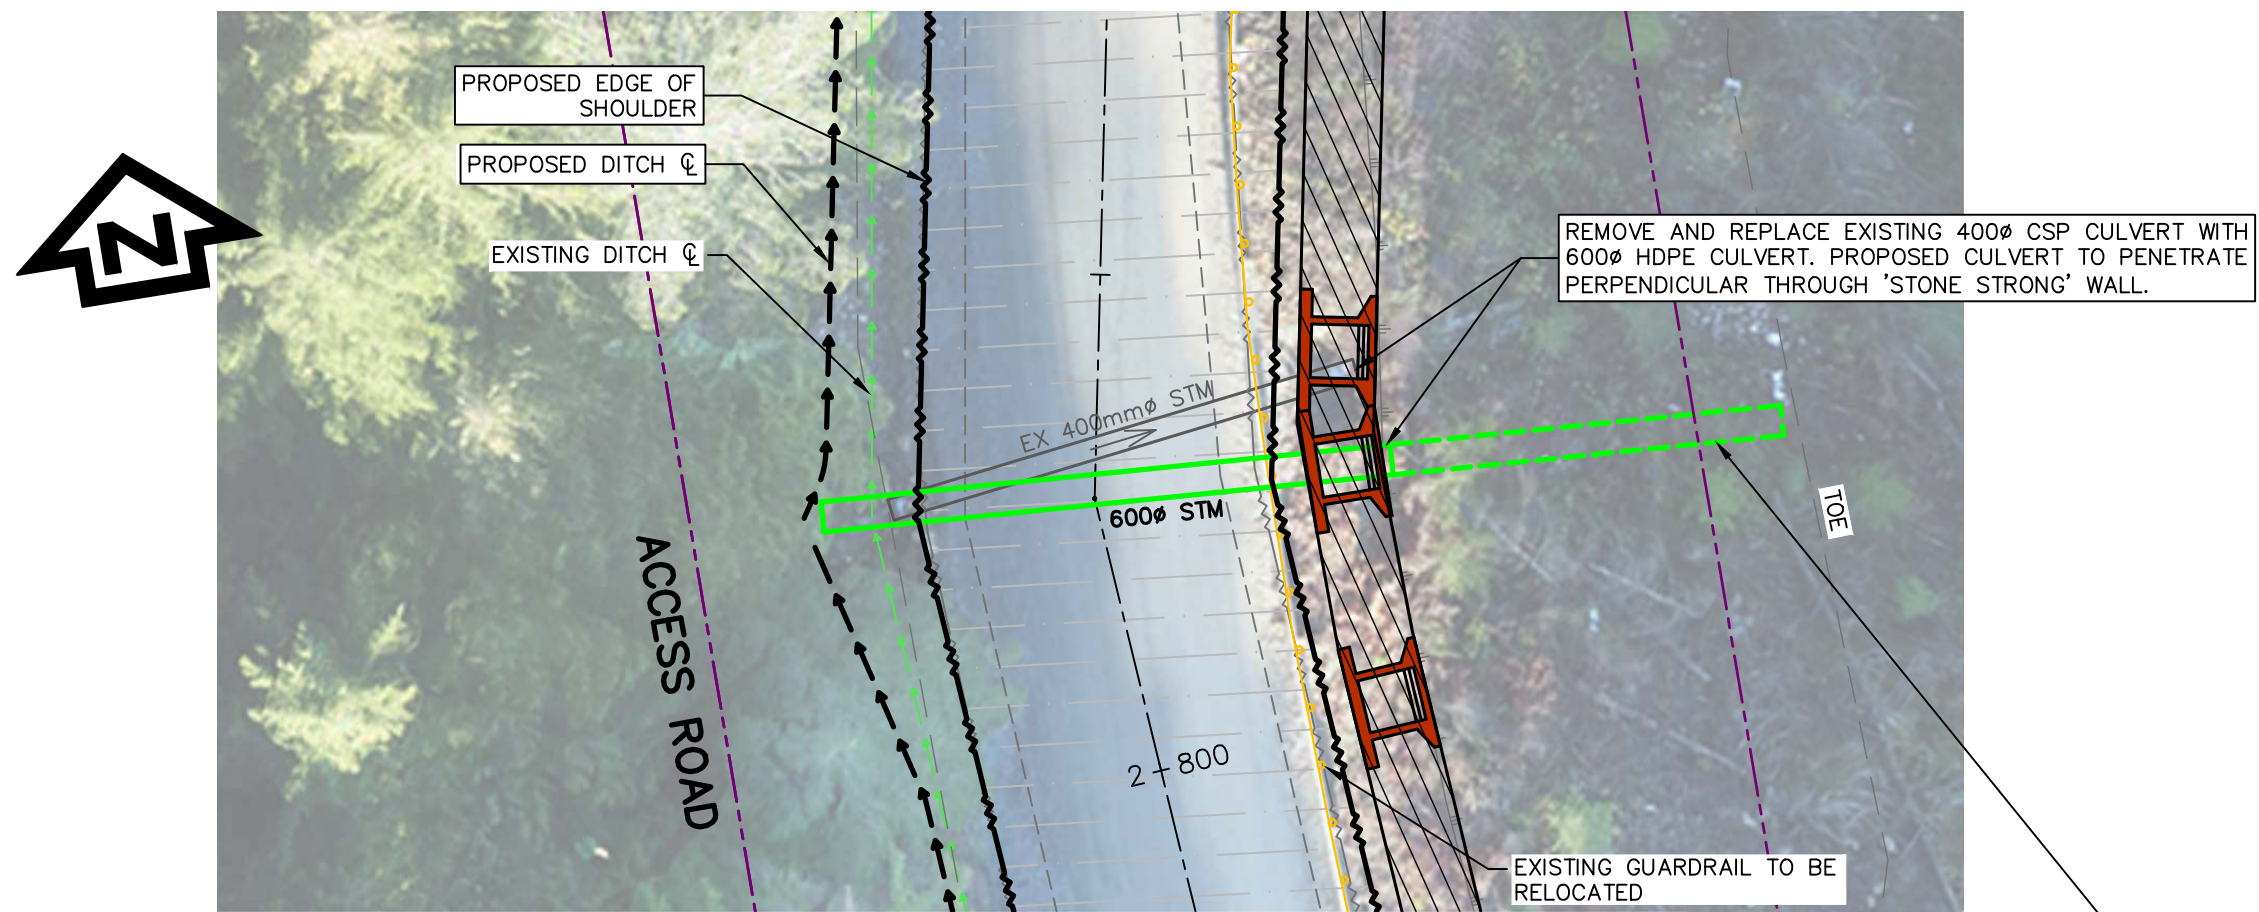 PROPOSED EDGE OF
SHOULDER
PROPOSED DITCH ℄
EXISTING DITCH ℄
N
REMOVE AND REPLACE EXISTING 400ø CSP CULVERT WITH
600ø HDPE CULVERT. PROPOSED CULVERT TO PENETRATE
PERPENDICULAR THROUGH 'STONE STRONG' WALL.
EX 400mmø STM
600ø STM
TOE
ACCESS ROAD
2-800
EXISTING GUARDRAIL TO BE
RELOCATED